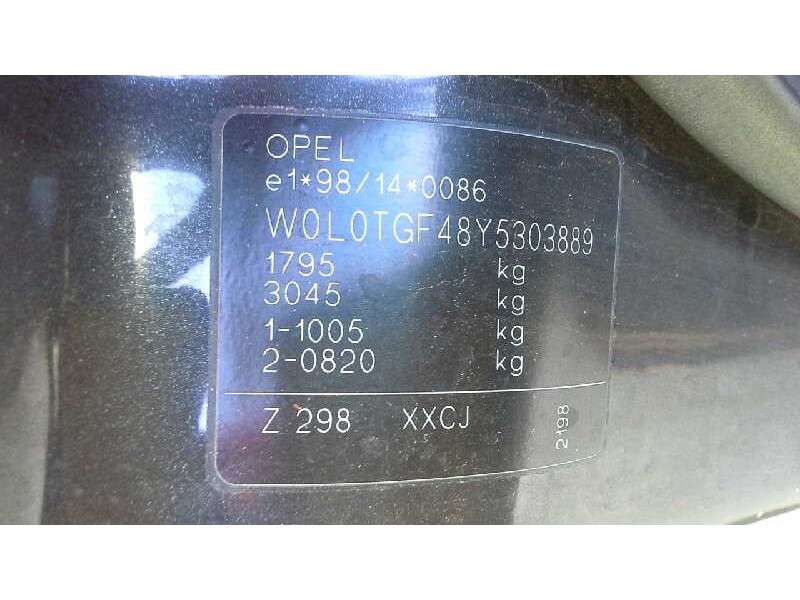 OPEL
e1*98/14*0086
W0L0TGF48Y5303889
1795 kg
3045 kg
1-1005 kg
2-0820 kg
Z 298 XXCJ 2198